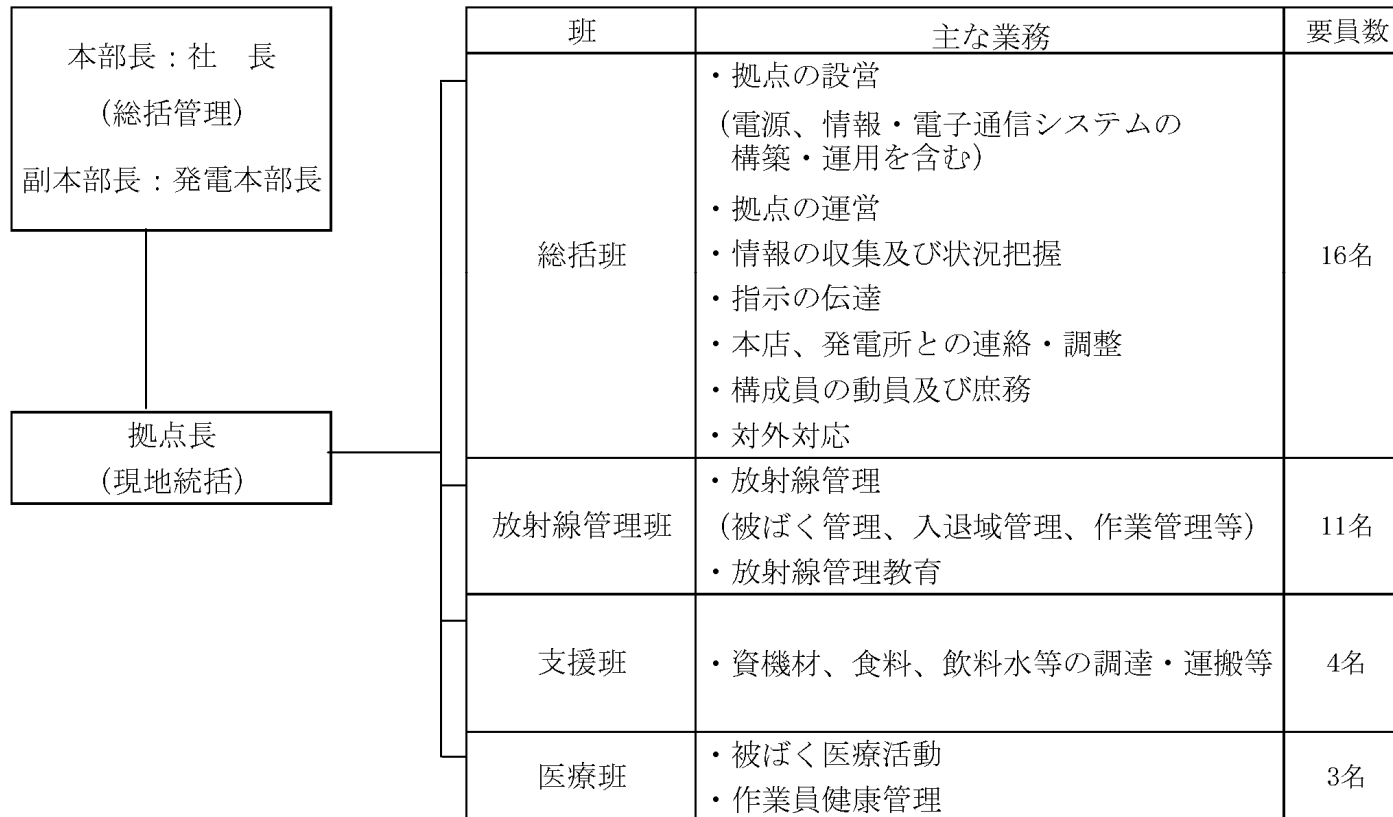 本部長：社　長
(総括管理)
副本部長：発電本部長
拠点長
(現地統括)
班　主な業務　要員数
総括班
・拠点の設営
(電源、情報・電子通信システムの
構築・運用を含む)
・拠点の運営
・情報の収集及び状況把握
・指示の伝達
・本店、発電所との連絡・調整
・構成員の動員及び庶務
・対外対応
16名
放射線管理班
・放射線管理
(被ばく管理、入退域管理、作業管理等)
・放射線管理教育
11名
支援班
・資機材、食料、飲料水等の調達・運搬等
4名
医療班
・被ばく医療活動
・作業員健康管理
3名